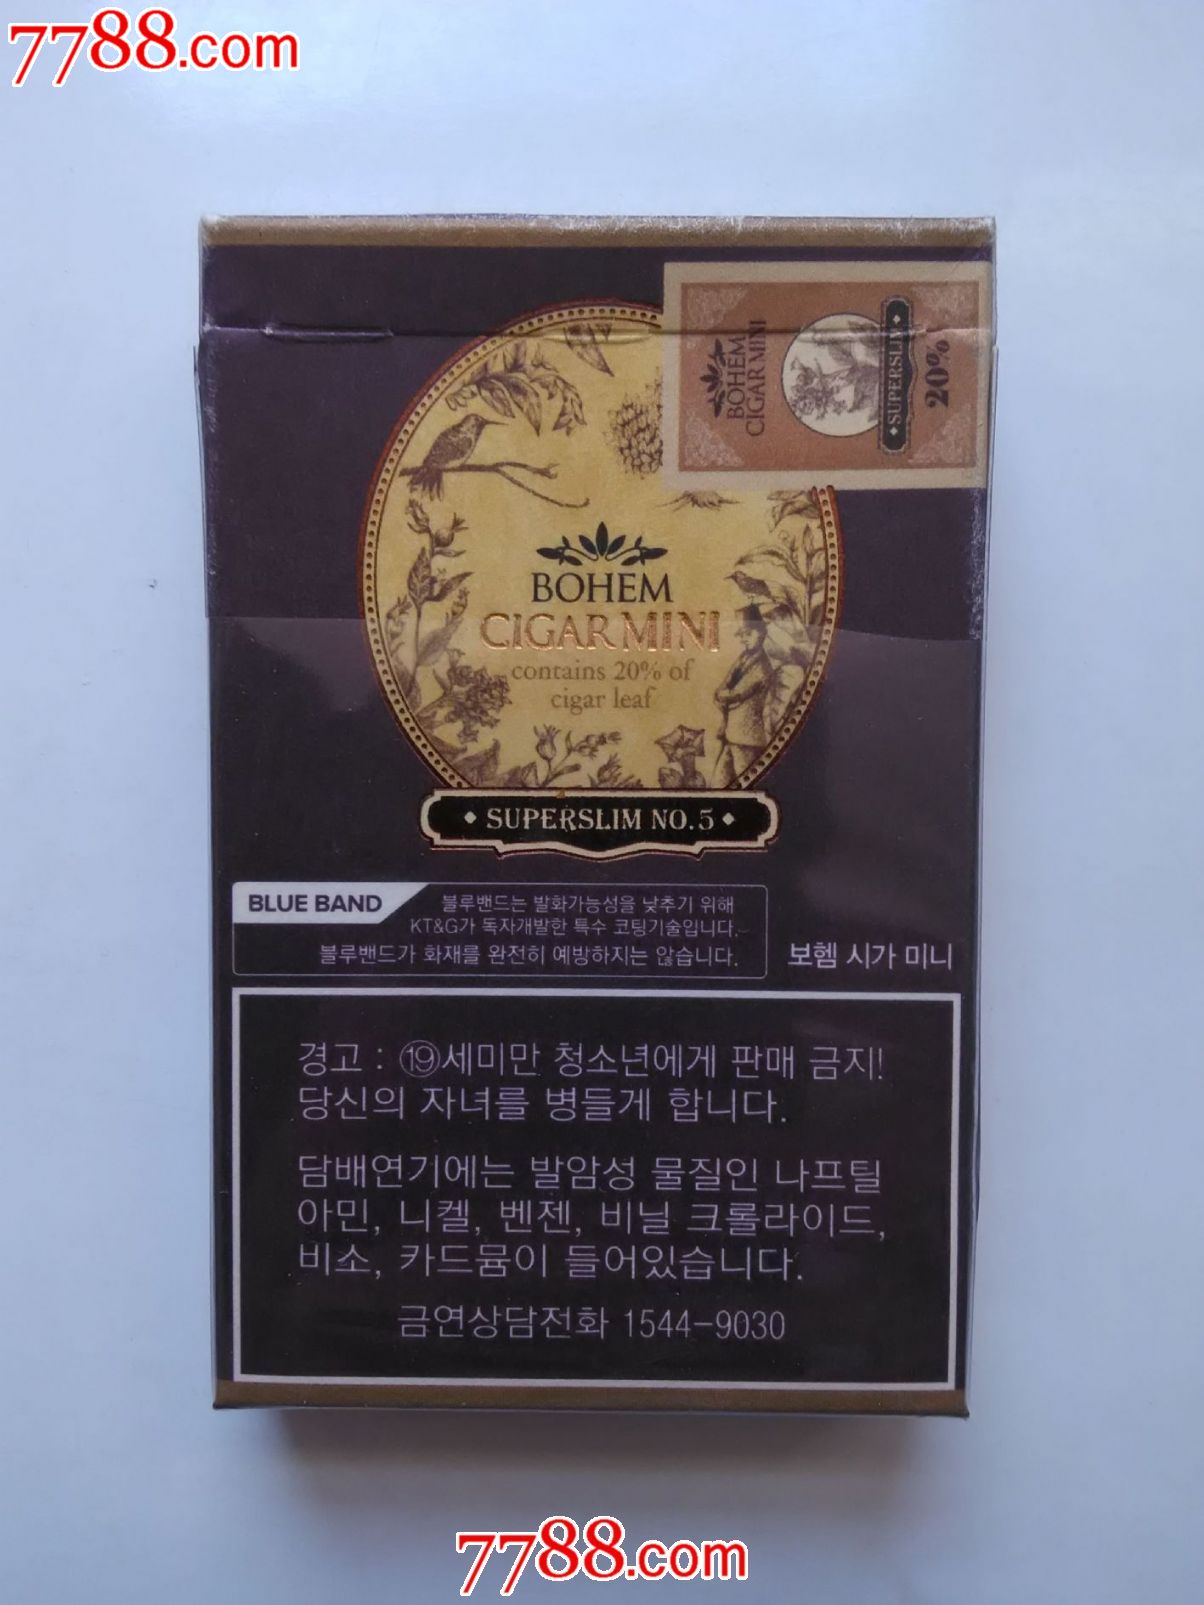 7788.com
BOHEM
CIGAR MINI
SUPERSLIM
20%
BOHEM
CIGAR MINI
contains 20% of
cigar leaf
SUPERSLIM NO.5
BLUE BAND
블루밴드는 발화가능성을 낮추기 위해
KT&G가 독자개발한 특수 코팅기술입니다.
블루밴드가 화재를 완전히 예방하지는 않습니다.
보헴 시가 미니
경고 : ⑲세미만 청소년에게 판매 금지!
당신의 자녀를 병들게 합니다.
담배연기에는 발암성 물질인 나프틸
아민, 니켈, 벤젠, 비닐 크롤라이드,
비소, 카드뮴이 들어있습니다.
금연상담전화 1544-9030
7788.com